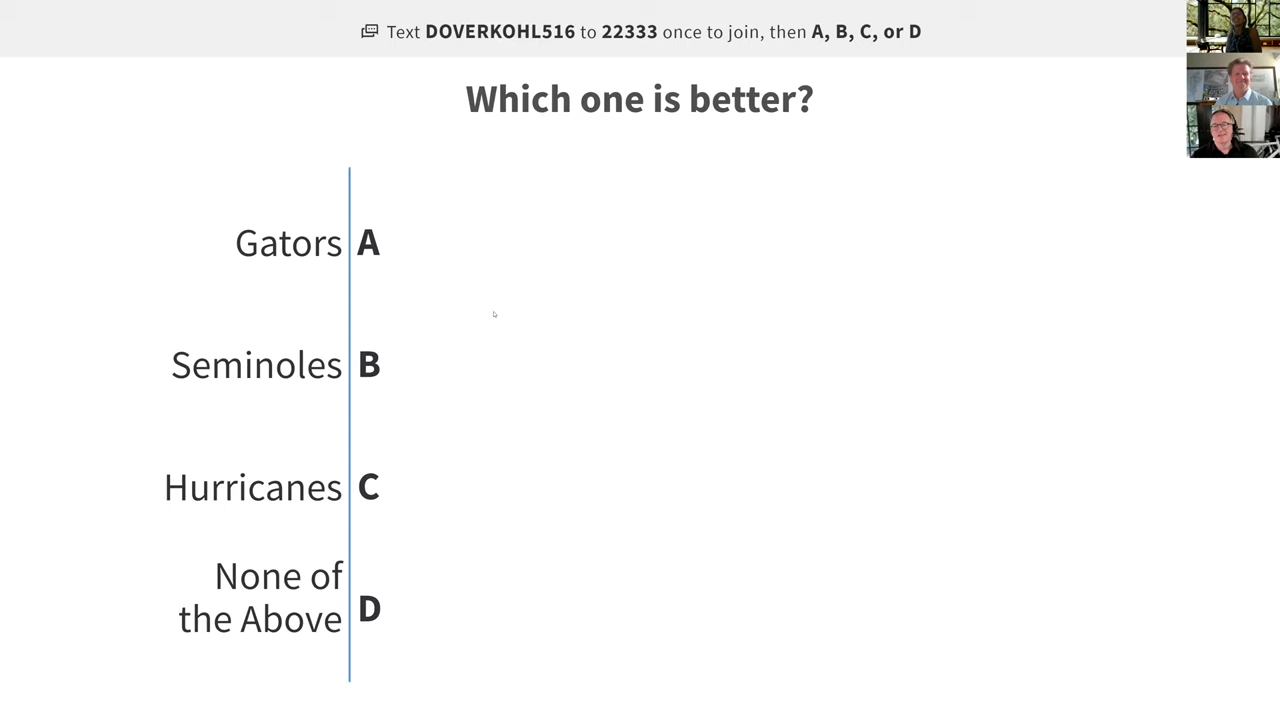 Text DOVERKOHL516 to 22333 once to join, then A, B, C, or D
Which one is better?
Gators A
Seminoles B
Hurricanes C
None of
the Above D